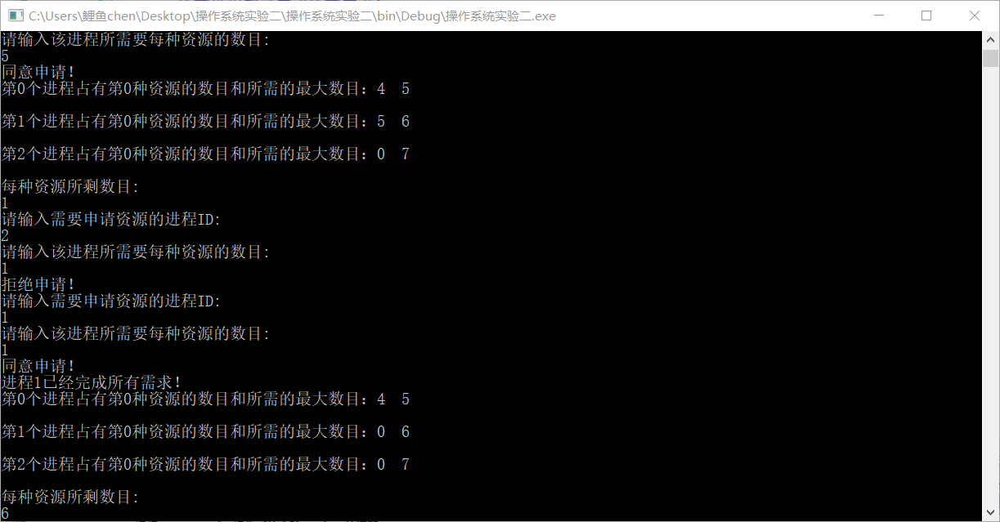 C:\Users\鲤鱼chen\Desktop\操作系统实验二\操作系统实验二\bin\Debug\操作系统实验二.exe
请输入该进程所需要每种资源的数目:
5
同意申请!
第0个进程占有第0种资源的数目和所需的最大数目: 4  5
第1个进程占有第0种资源的数目和所需的最大数目: 5  6
第2个进程占有第0种资源的数目和所需的最大数目: 0  7
每种资源所剩数目:
1
请输入需要申请资源的进程ID:
2
请输入该进程所需要每种资源的数目:
1
拒绝申请!
请输入需要申请资源的进程ID:
1
请输入该进程所需要每种资源的数目:
1
同意申请!
进程1已经完成所有需求!
第0个进程占有第0种资源的数目和所需的最大数目: 4  5
第1个进程占有第0种资源的数目和所需的最大数目: 0  6
第2个进程占有第0种资源的数目和所需的最大数目: 0  7
每种资源所剩数目:
6